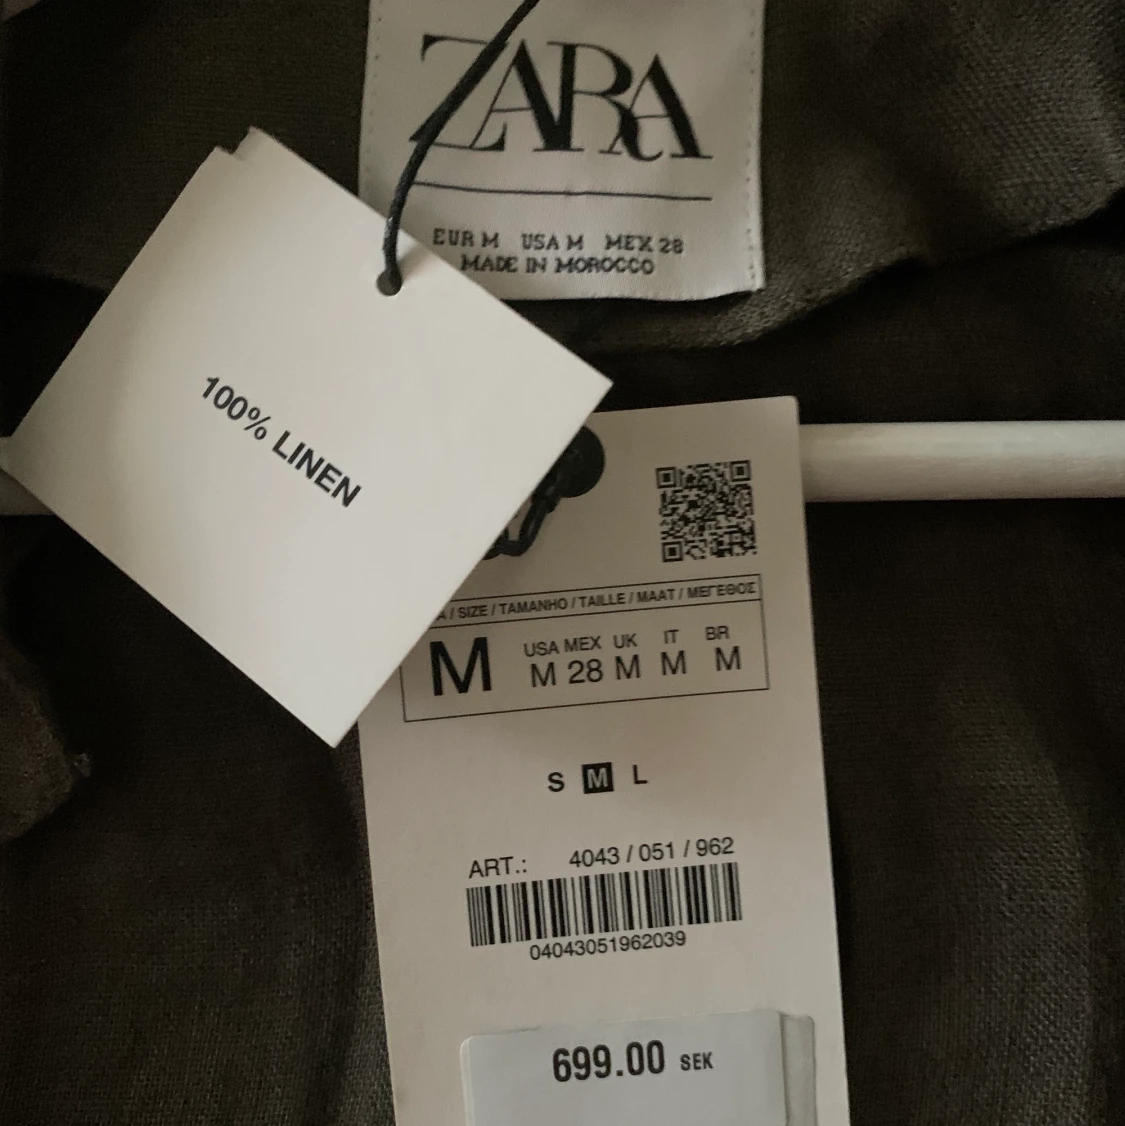 ZARA
EUR M USA M MEX 28
MADE IN MOROCCO
100% LINEN
/ SIZE / TAMANHO / TAILLE / MAAT / ΜΕΓΕΘΟΣ
M
USA MEX UK IT BR
M 28 M M M
S M L
ART.: 4043 / 051 / 962
04043051962039
699.00 SEK